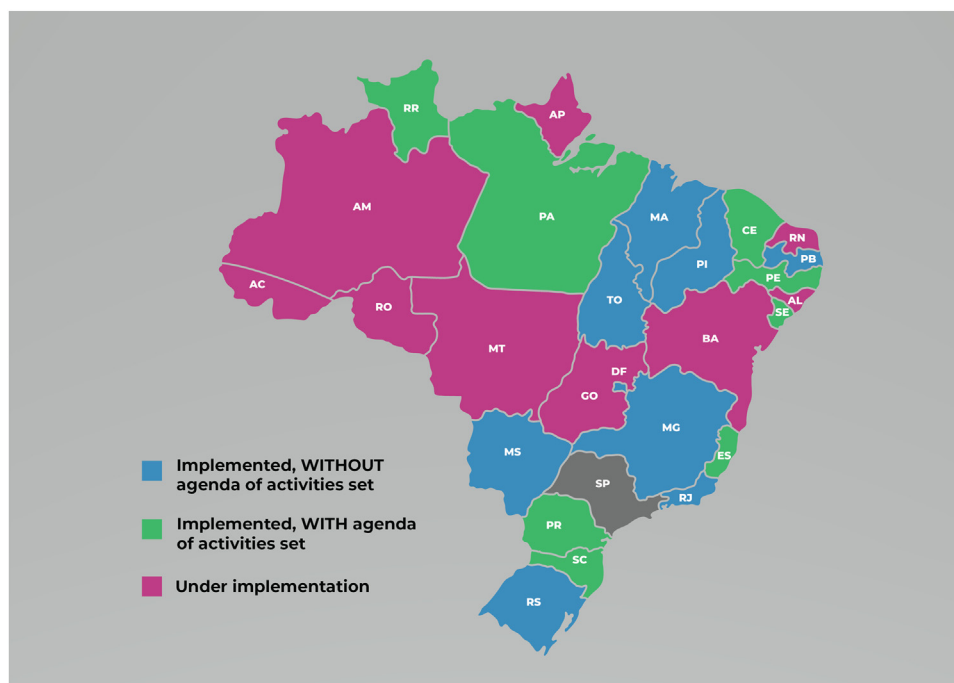 RR
AP
AM
PA
MA
CE
RN
PB
PI
PE
AC
TO
AL
RO
SE
BA
MT
DF
GO
MG
MS
ES
SP
RJ
PR
SC
RS
Implemented, WITHOUT
agenda of activities set
Implemented, WITH agenda
of activities set
Under implementation